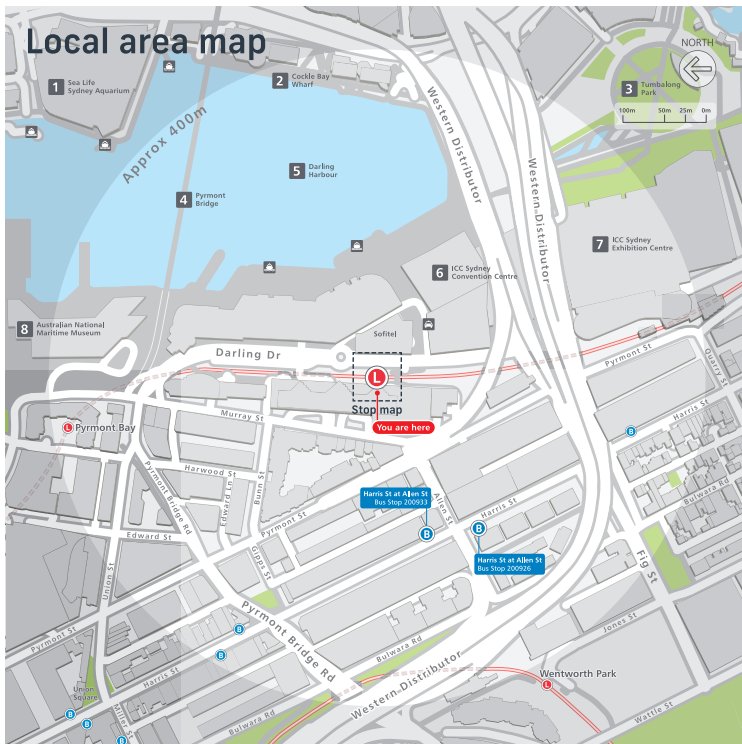 Local area map
NORTH
1
Sea Life
Sydney Aquarium
2
Cockle Bay
Wharf
3
Tumbalong
Park
100m 50m 25m 0m
Approx 400m
Western Distributor
Western Distributor
4
Pyrmont
Bridge
5
Darling
Harbour
6
ICC Sydney
Convention Centre
7
ICC Sydney
Exhibition Centre
8
Australian National
Maritime Museum
Sofitel
Darling Dr
L
Stop map
You are here
Pyrmont St
Quarry St
Harris St
Bulwara Rd
B
L
Pyrmont Bay
Murray St
Harwood St
Pyrmont Bridge Rd
Edward Ln
Bunn St
Pyrmont St
Edward St
Gipps St
Union St
Harris St at Allen St
Bus Stop 200933
B
Allen St
Harris St
B
Harris St at Allen St
Bus Stop 200926
Fig St
Jones St
Wattle St
Pyrmont Bridge Rd
Bulwara Rd
Western Distributor
Wentworth Park
L
Pyrmont St
Harris St
B
B
Union
Square
Miller St
Bulwara Rd
B
B
B